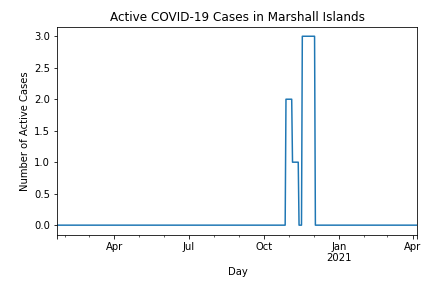 Active COVID-19 Cases in Marshall Islands
Number of Active Cases
3.0
2.5
2.0
1.5
1.0
0.5
0.0
Apr Jul Oct Jan Apr
2021
Day